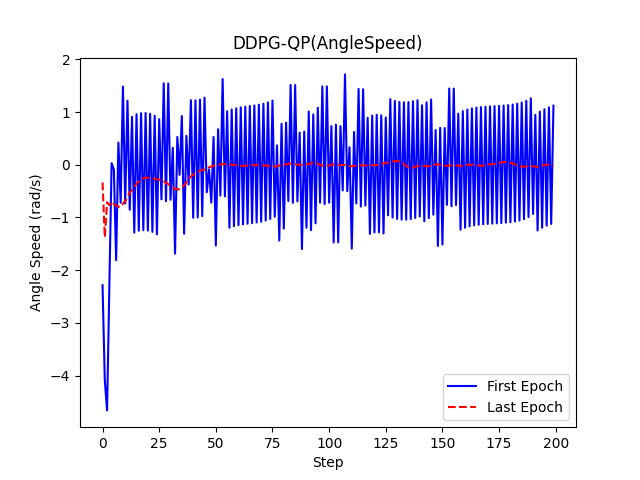 DDPG-QP(AngleSpeed)
2
1
0
−1
−2
−3
−4
Angle Speed (rad/s)
First Epoch
Last Epoch
0 25 50 75 100 125 150 175 200
Step